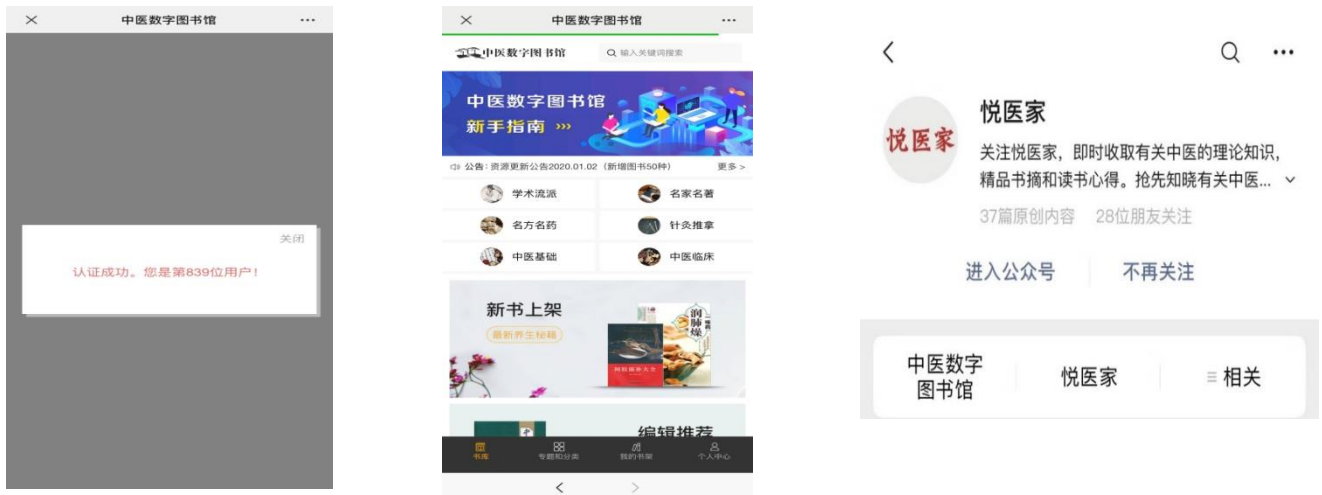 中医数字图书馆
关闭
认证成功。您是第839位用户!
中医数字图书馆
中医数字图书馆
输入关键词搜索
中医数字图书馆
新手指南 »»
公告:资源更新公告2020.01.02(新增图书50种)
更多 >
学术流派
名家名著
名方名药
针灸推拿
中医基础
中医临床
新书上架
最新养生秘籍
润肺燥
编辑推荐
书库
专题和分类
我的书架
个人中心
悦医家
悦医家
关注悦医家,即时收取有关中医的理论知识,
精品书摘和读书心得。抢先知晓有关中医...
37篇原创内容 28位朋友关注
进入公众号
不再关注
中医数字
图书馆
悦医家
相关